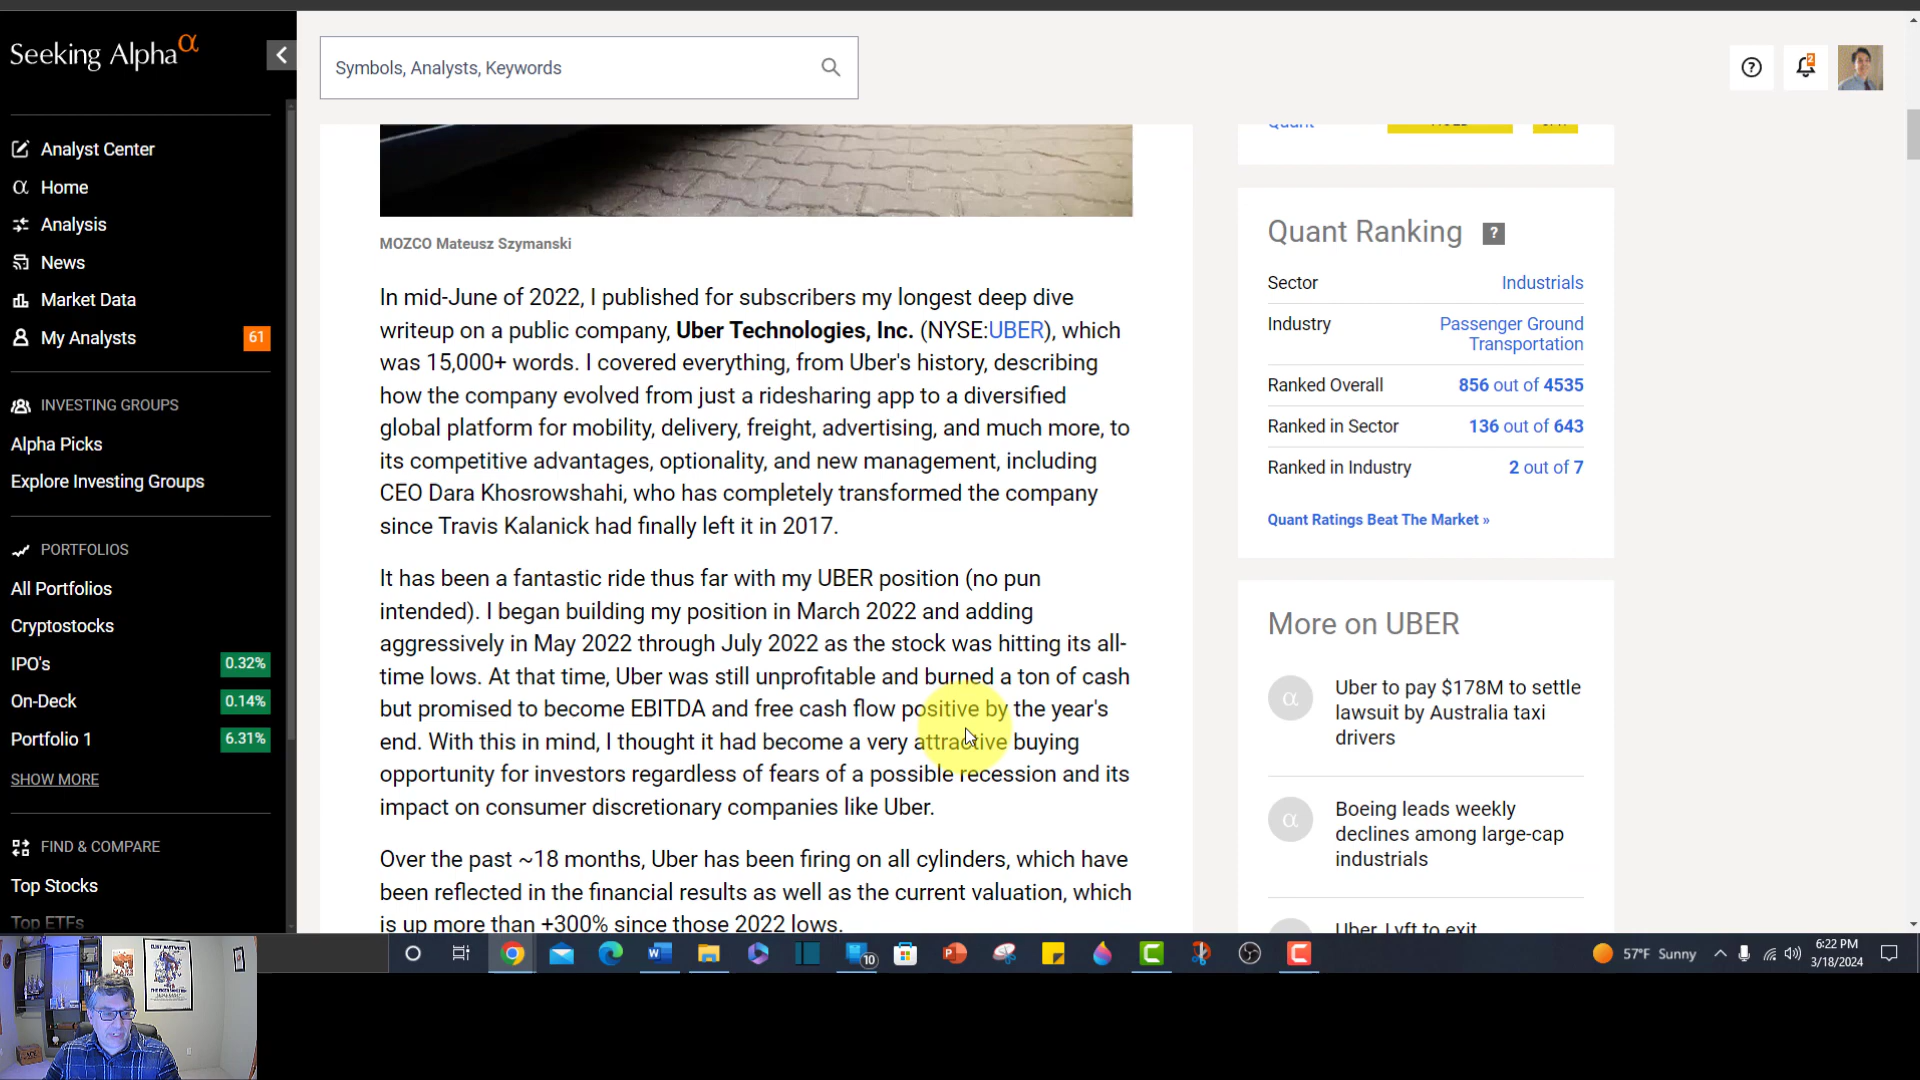 Seeking Alpha α
Symbols, Analysts, Keywords
2
Analyst Center
Home
Analysis
News
Market Data
My Analysts 61
INVESTING GROUPS
Alpha Picks
Explore Investing Groups
PORTFOLIOS
All Portfolios
Cryptostocks
IPO's 0.32%
On-Deck 0.14%
Portfolio 1 6.31%
SHOW MORE
FIND & COMPARE
Top Stocks
Top ETFs
MOZCO Mateusz Szymanski
In mid-June of 2022, I published for subscribers my longest deep dive
writeup on a public company, Uber Technologies, Inc. (NYSE:UBER), which
was 15,000+ words. I covered everything, from Uber's history, describing
how the company evolved from just a ridesharing app to a diversified
global platform for mobility, delivery, freight, advertising, and much more, to
its competitive advantages, optionality, and new management, including
CEO Dara Khosrowshahi, who has completely transformed the company
since Travis Kalanick had finally left it in 2017.
It has been a fantastic ride thus far with my UBER position (no pun
intended). I began building my position in March 2022 and adding
aggressively in May 2022 through July 2022 as the stock was hitting its all-
time lows. At that time, Uber was still unprofitable and burned a ton of cash
but promised to become EBITDA and free cash flow positive by the year's
end. With this in mind, I thought it had become a very attractive buying
opportunity for investors regardless of fears of a possible recession and its
impact on consumer discretionary companies like Uber.
Over the past ~18 months, Uber has been firing on all cylinders, which have
been reflected in the financial results as well as the current valuation, which
is up more than +300% since those 2022 lows.
Quant
Quant Ranking ?
Sector Industrials
Industry Passenger Ground
Transportation
Ranked Overall 856 out of 4535
Ranked in Sector 136 out of 643
Ranked in Industry 2 out of 7
Quant Ratings Beat The Market »
More on UBER
Uber to pay $178M to settle
lawsuit by Australia taxi
drivers
Boeing leads weekly
declines among large-cap
industrials
Uber, Lyft to exit
10
57°F Sunny
6:22 PM
3/18/2024